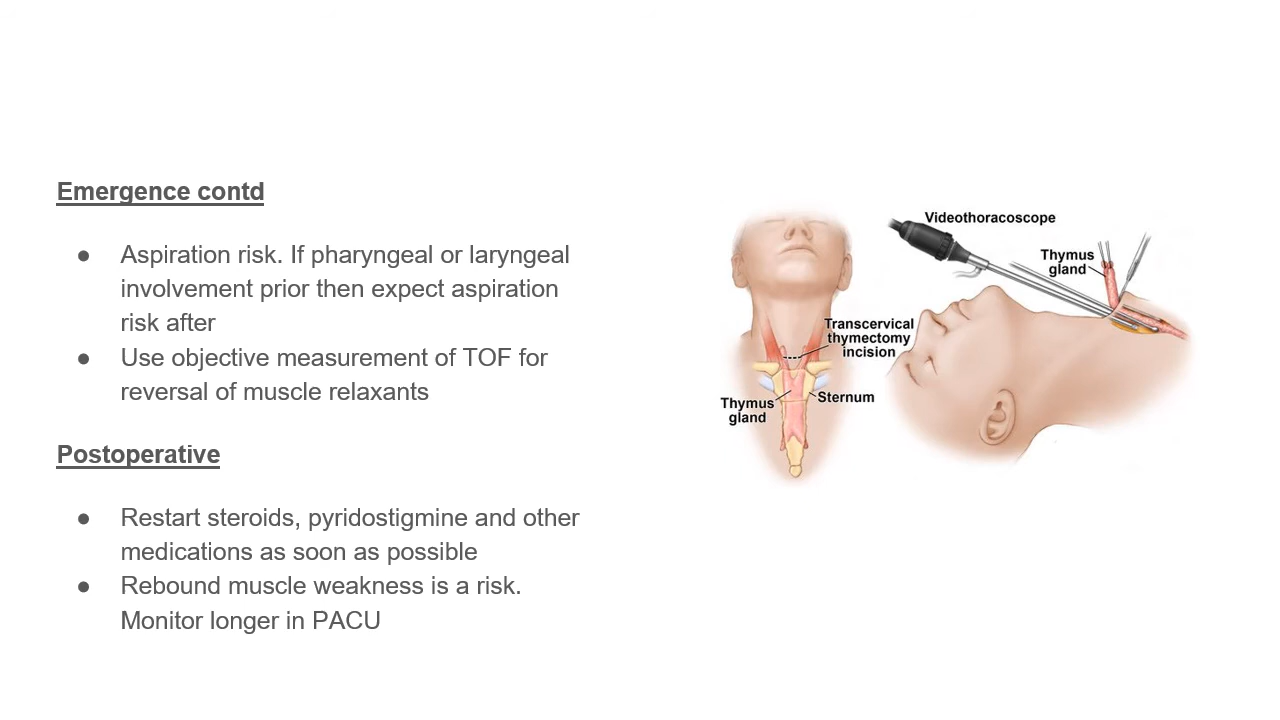 Emergence contd
● Aspiration risk. If pharyngeal or laryngeal
involvement prior then expect aspiration
risk after
● Use objective measurement of TOF for
reversal of muscle relaxants
Postoperative
● Restart steroids, pyridostigmine and other
medications as soon as possible
● Rebound muscle weakness is a risk.
Monitor longer in PACU
Videothoracoscope
Thymus
gland
Transcervical
thymectomy
incision
Thymus
gland
Sternum